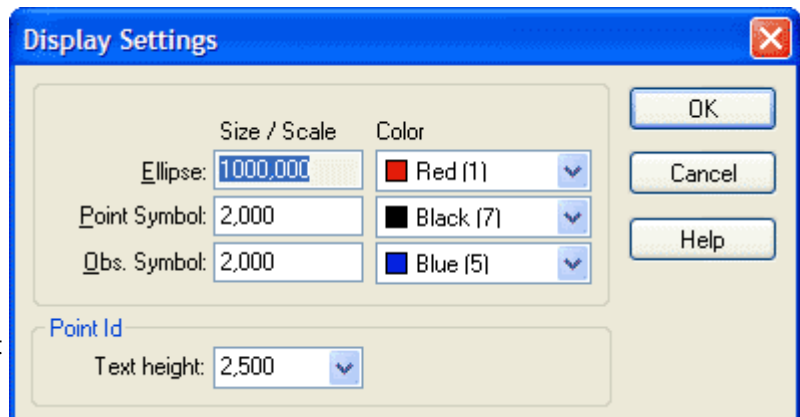 Display Settings
Size / Scale Color
Ellipse: 1000,000 Red (1)
Point Symbol: 2,000 Black (7)
Obs. Symbol: 2,000 Blue (5)
OK
Cancel
Help
Point Id
Text height: 2,500